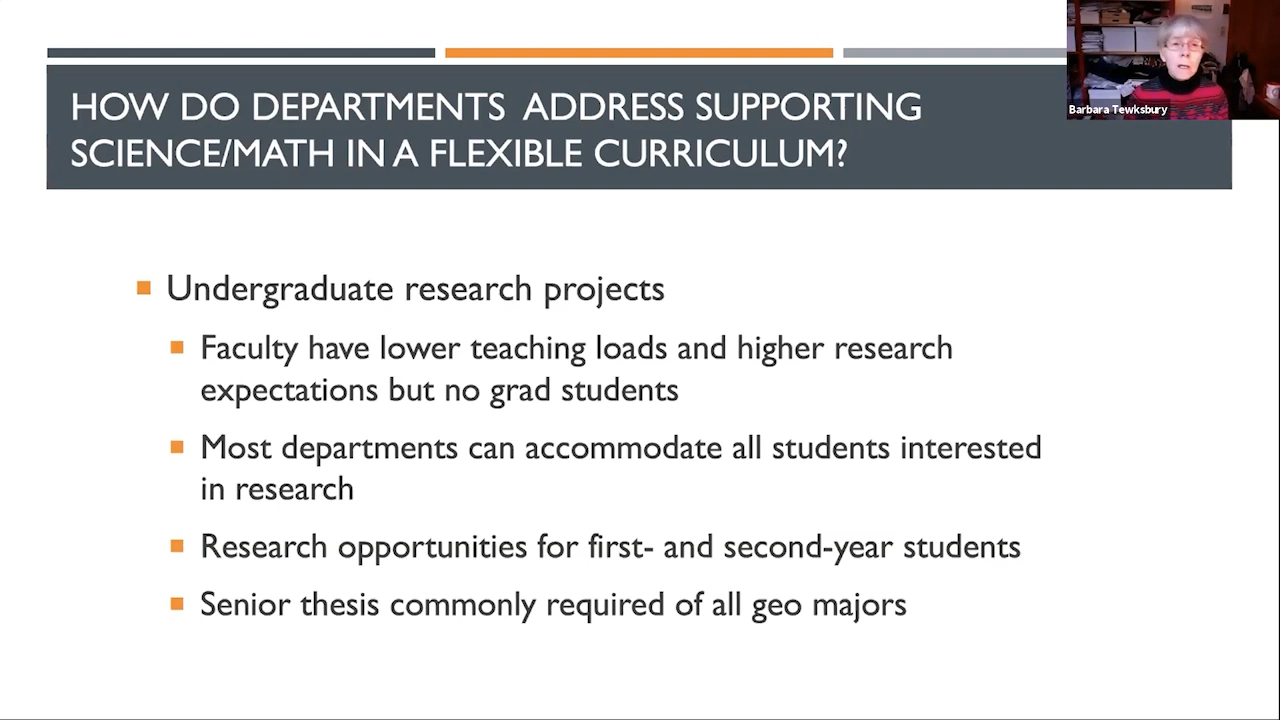 HOW DO DEPARTMENTS ADDRESS SUPPORTING
SCIENCE/MATH IN A FLEXIBLE CURRICULUM?
Barbara Tewksbury
Undergraduate research projects
Faculty have lower teaching loads and higher research
expectations but no grad students
Most departments can accommodate all students interested
in research
Research opportunities for first- and second-year students
Senior thesis commonly required of all geo majors